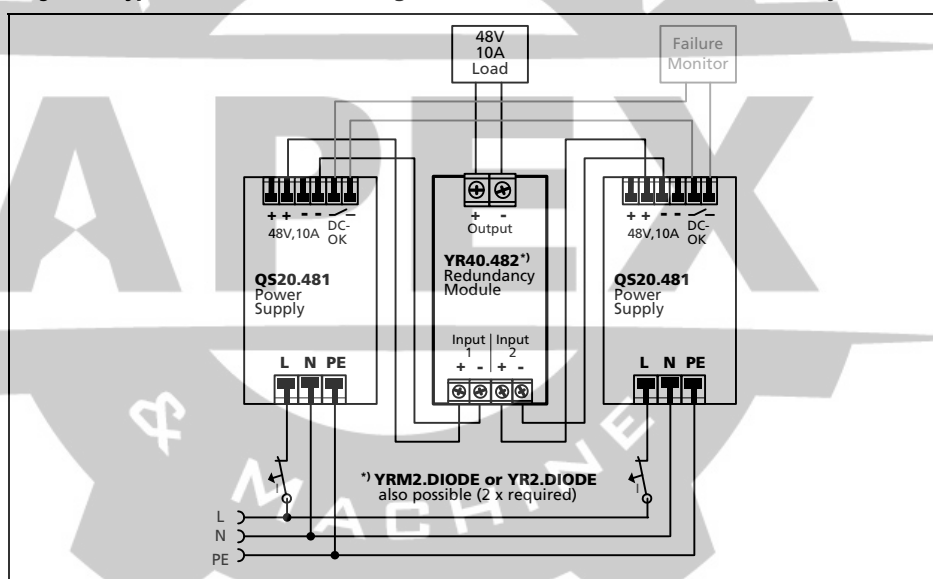 48V
10A
Load
Failure
Monitor
+ + - - DC-OK
48V,10A
QS20.481
Power
Supply
L N PE
+ -
Output
YR40.482*)
Redundancy
Module
Input 1 | Input 2
+ - + -
+ + - - DC-OK
48V,10A
QS20.481
Power
Supply
L N PE
I
I
*) YRM2.DIODE or YR2.DIODE
also possible (2 x required)
L
N
PE
APEX
& MACHINE